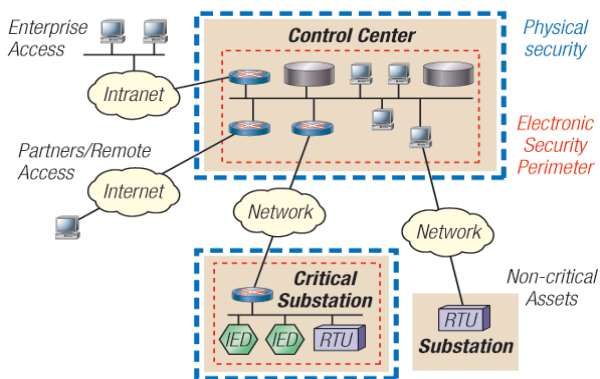 Enterprise
Access
Control Center
Physical
security
Intranet
Electronic
Security
Perimeter
Partners/Remote
Access
Internet
Network
Network
Critical
Substation
Non-critical
Assets
IED
IED
RTU
RTU
Substation